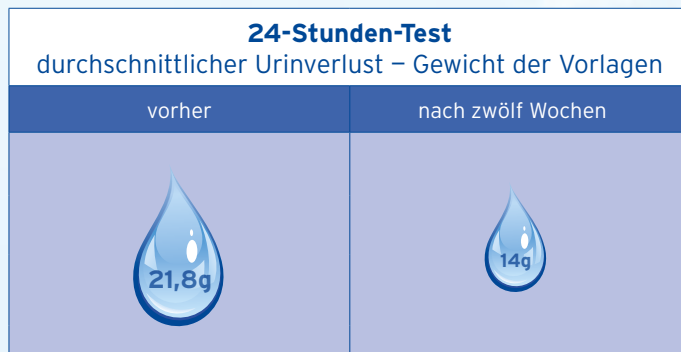 24-Stunden-Test
durchschnittlicher Urinverlust – Gewicht der Vorlagen
vorher
nach zwölf Wochen
21,8g
14g